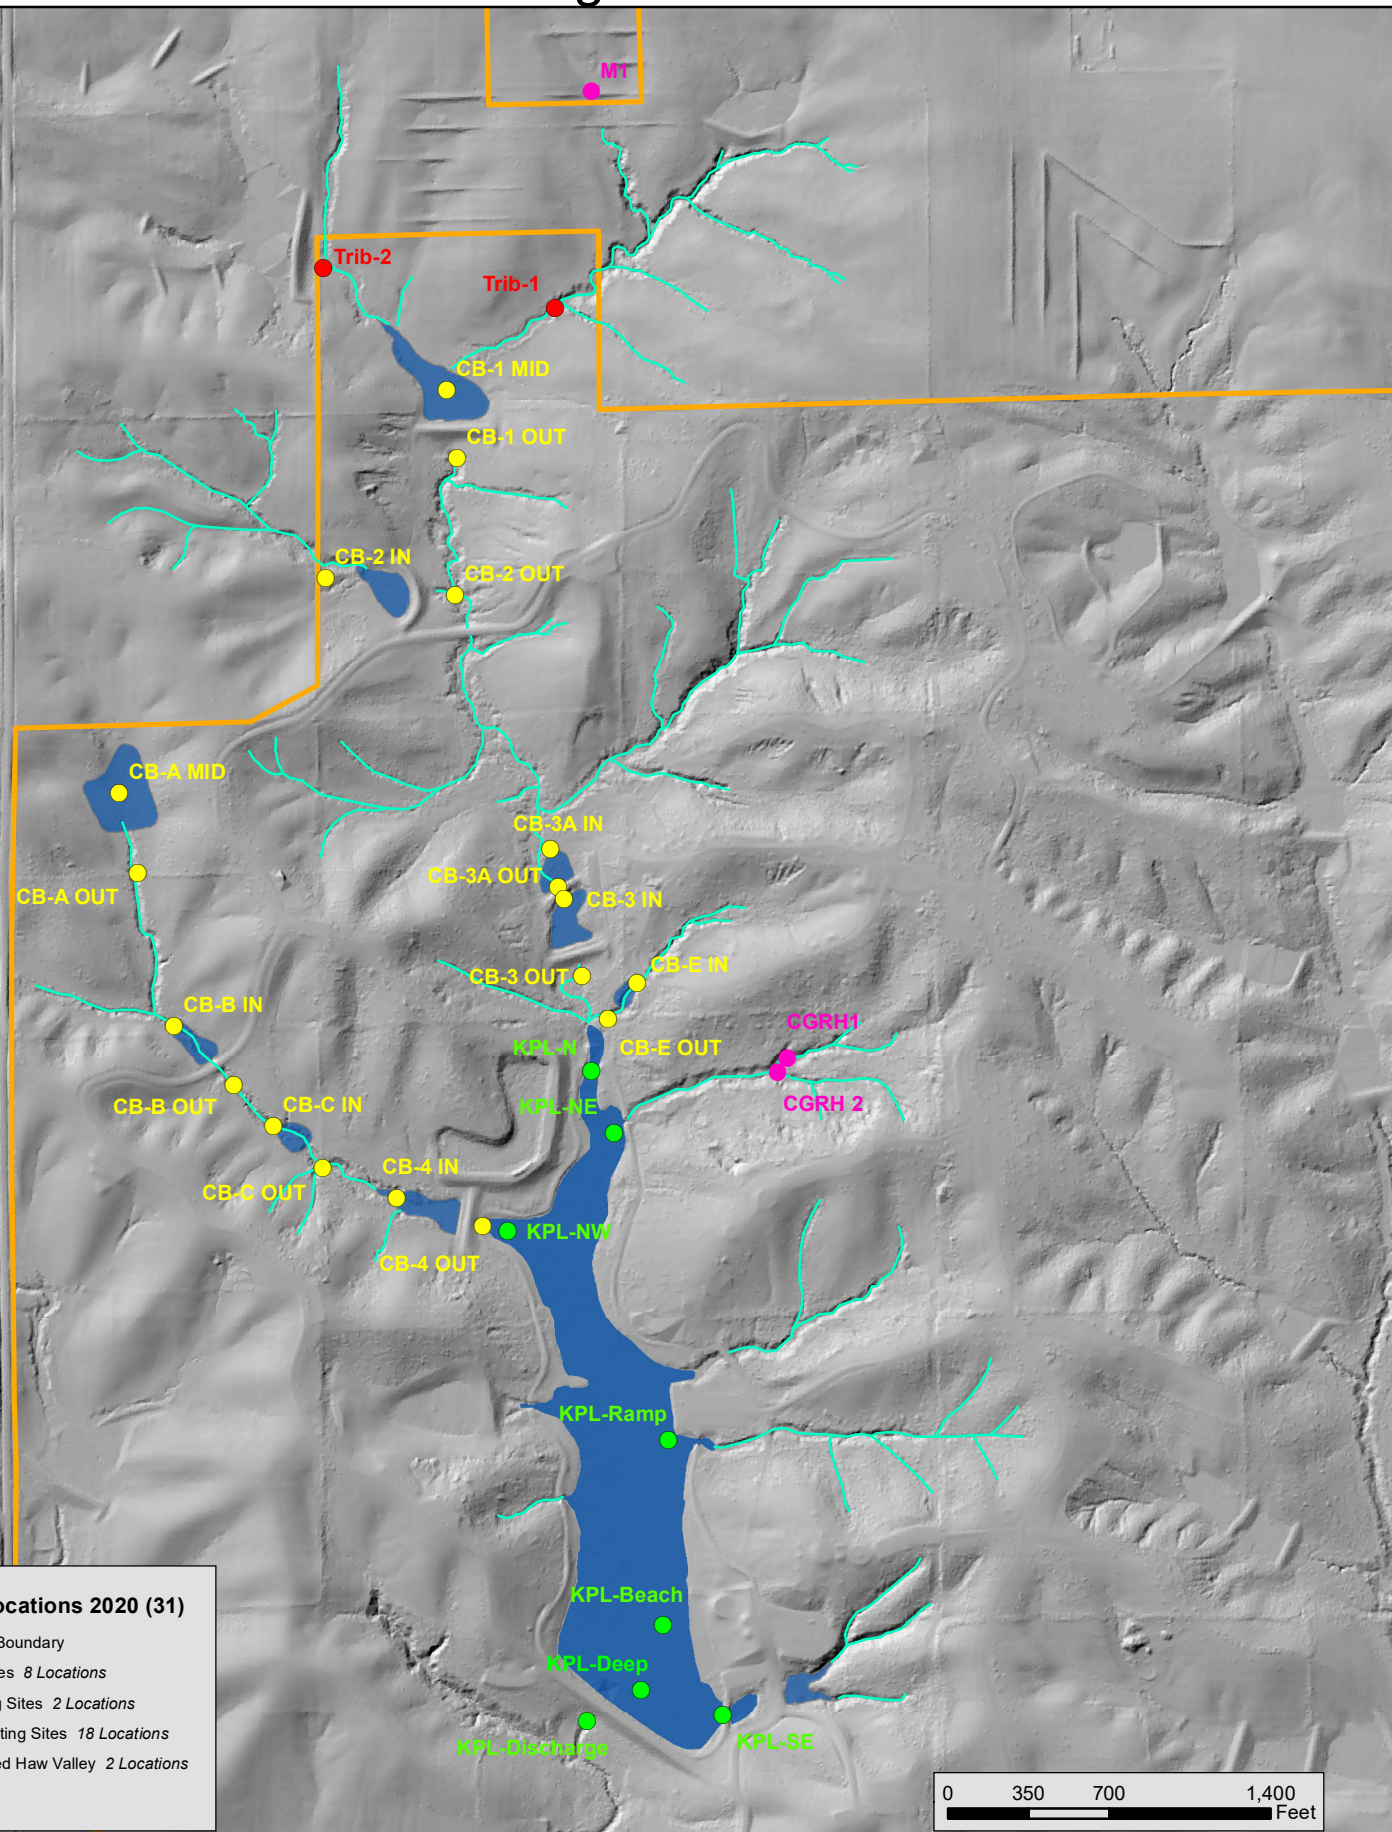 M1
Trib-2
Trib-1
CB-1 MID
CB-1 OUT
CB-2 IN
CB-2 OUT
CB-A MID
CB-3A IN
CB-3A OUT
CB-A OUT
CB-3 IN
CB-E IN
CB-3 OUT
CB-B IN
CGRH1
KPL-N
CB-E OUT
CB-B OUT
CB-C IN
KPL-NE
CGRH 2
CB-4 IN
CB-C OUT
KPL-NW
CB-4 OUT
KPL-Ramp
KPL-Beach
KPL-Deep
KPL-Discharge
KPL-SE
ocations 2020 (31)
Boundary
es 8 Locations
g Sites 2 Locations
ting Sites 18 Locations
ed Haw Valley 2 Locations
0 350 700 1,400
Feet